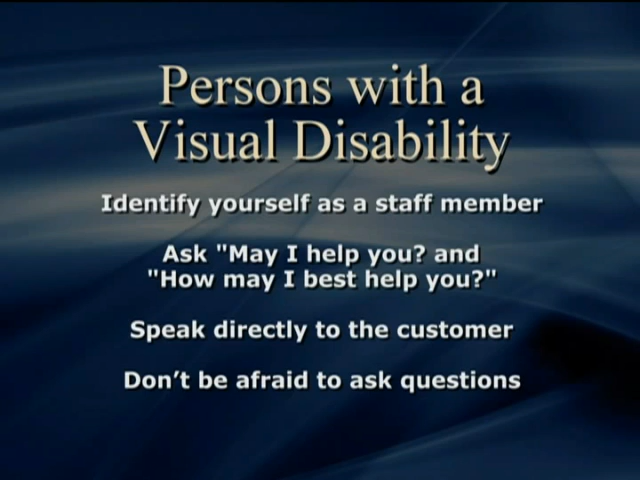 Persons with a
Visual Disability
Identify yourself as a staff member
Ask "May I help you? and
"How may I best help you?"
Speak directly to the customer
Don’t be afraid to ask questions